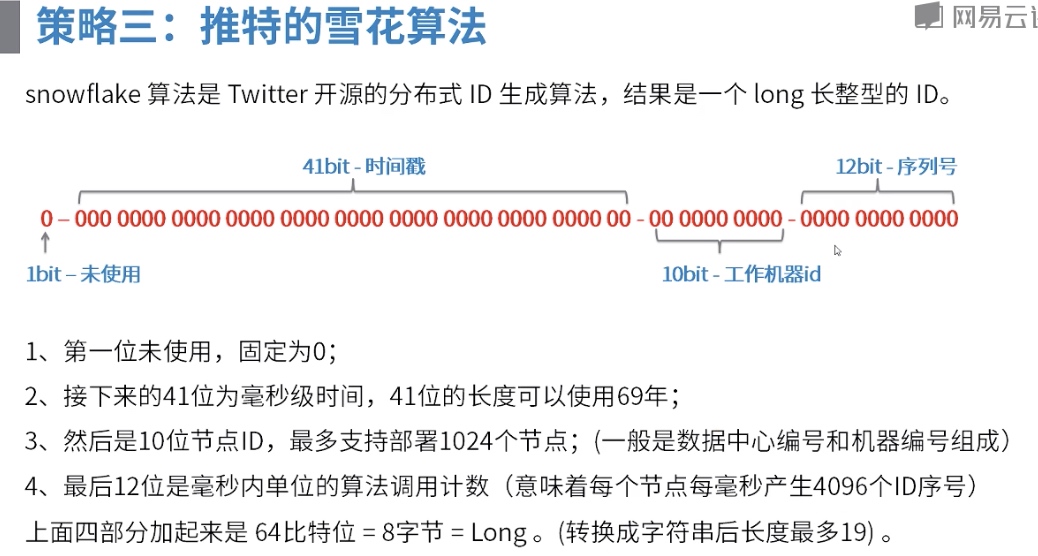 策略三：推特的雪花算法
网易云
snowflake 算法是 Twitter 开源的分布式 ID 生成算法，结果是一个 long 长整型的 ID。
41bit - 时间戳
12bit - 序列号
0 – 000 0000 0000 0000 0000 0000 0000 0000 0000 0000 00 - 00 0000 0000 - 0000 0000 0000
1bit – 未使用
10bit - 工作机器id
1、第一位未使用，固定为0；
2、接下来的41位为毫秒级时间，41位的长度可以使用69年；
3、然后是10位节点ID，最多支持部署1024个节点；(一般是数据中心编号和机器编号组成）
4、最后12位是毫秒内单位的算法调用计数（意味着每个节点每毫秒产生4096个ID序号）
上面四部分加起来是 64比特位 = 8字节 = Long 。(转换成字符串后长度最多19) 。